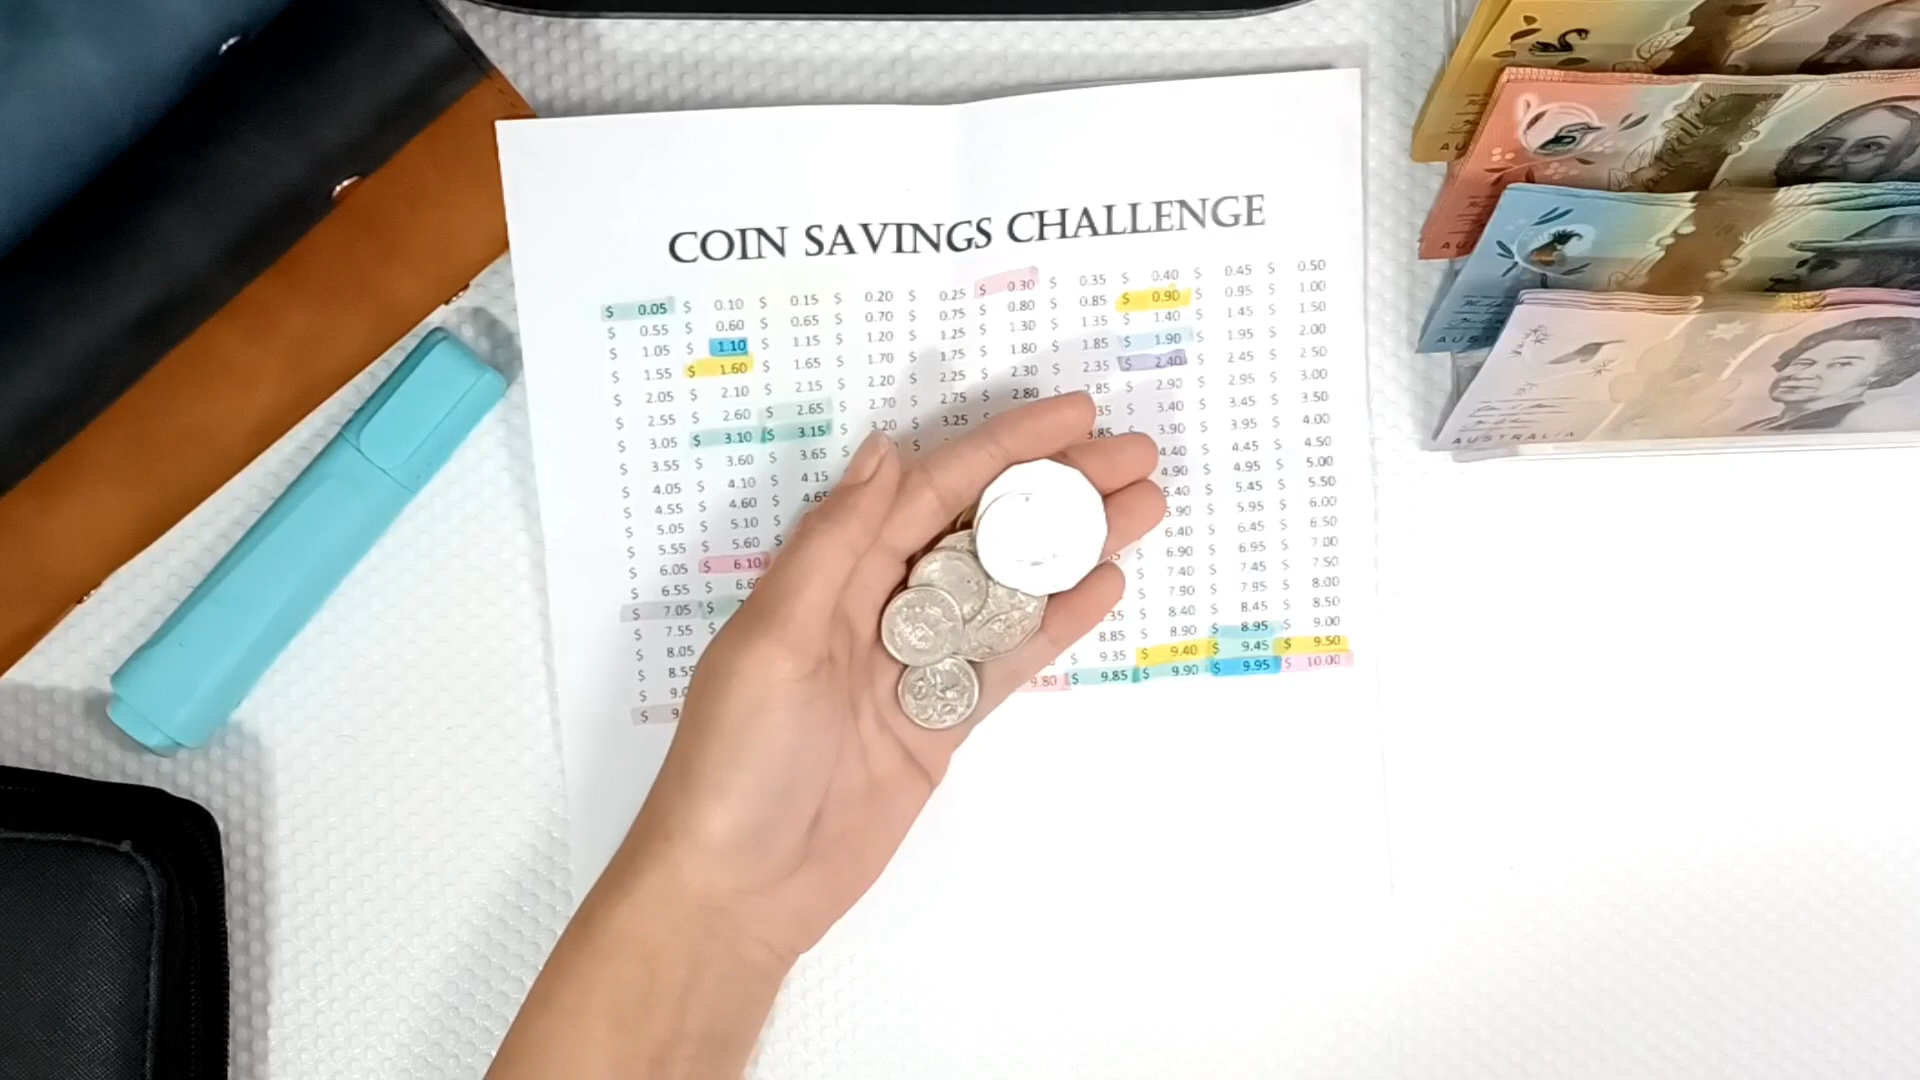 COIN SAVINGS CHALLENGE
$ 0.05 $ 0.10 $ 0.15 $ 0.20 $ 0.25 $ 0.30 $ 0.35 $ 0.40 $ 0.45 $ 0.50
$ 0.55 $ 0.60 $ 0.65 $ 0.70 $ 0.75 $ 0.80 $ 0.85 $ 0.90 $ 0.95 $ 1.00
$ 1.05 $ 1.10 $ 1.15 $ 1.20 $ 1.25 $ 1.30 $ 1.35 $ 1.40 $ 1.45 $ 1.50
$ 1.55 $ 1.60 $ 1.65 $ 1.70 $ 1.75 $ 1.80 $ 1.85 $ 1.90 $ 1.95 $ 2.00
$ 2.05 $ 2.10 $ 2.15 $ 2.20 $ 2.25 $ 2.30 $ 2.35 $ 2.40 $ 2.45 $ 2.50
$ 2.55 $ 2.60 $ 2.65 $ 2.70 $ 2.75 $ 2.80 $ 2.85 $ 2.90 $ 2.95 $ 3.00
$ 3.05 $ 3.10 $ 3.15 $ 3.20 $ 3.25 $ $ 3.40 $ 3.45 $ 3.50
$ 3.55 $ 3.60 $ 3.65 $ $ 3.85 $ 3.90 $ 3.95 $ 4.00
$ 4.05 $ 4.10 $ 4.15 4.40 $ 4.45 $ 4.50
$ 4.55 $ 4.60 $ 4.65 4.90 $ 4.95 $ 5.00
$ 5.05 $ 5.10 $ 5.40 $ 5.45 $ 5.50
$ 5.55 $ 5.60 $ 5.90 $ 5.95 $ 6.00
$ 6.05 $ 6.10 6.40 $ 6.45 $ 6.50
$ 6.55 $ $ 6.90 $ 6.95 $ 7.00
$ 7.05 $ $ 7.40 $ 7.45 $ 7.50
$ 7.55 $ $ 7.90 $ 7.95 $ 8.00
$ 8.05 $ 8.40 $ 8.45 $ 8.50
$ 8.55 8.85 $ 8.90 $ 8.95 $ 9.00
$ $ 9.35 $ 9.40 $ 9.45 $ 9.50
$ 9.80 $ 9.85 $ 9.90 $ 9.95 $ 10.00
AUSTRALIA